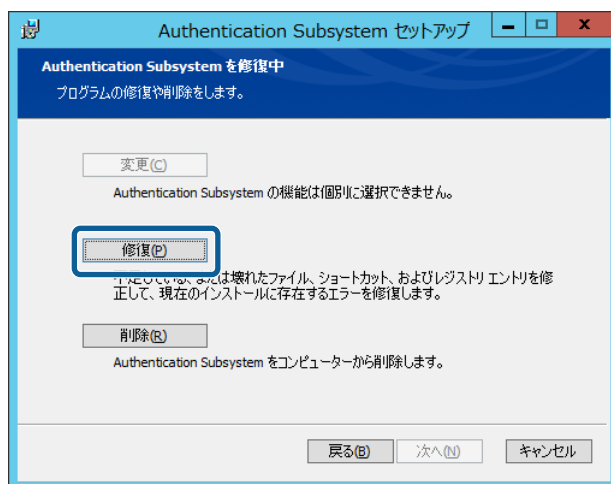 Authentication Subsystem セットアップ
Authentication Subsystem を修復中
プログラムの修復や削除をします。
変更(C)
Authentication Subsystem の機能は個別に選択できません。
修復(P)
または壊れたファイル、ショートカット、およびレジストリ エントリを修
正して、現在のインストールに存在するエラーを修復します。
削除(R)
Authentication Subsystem をコンピューターから削除します。
戻る(B)
次へ(N)
キャンセル